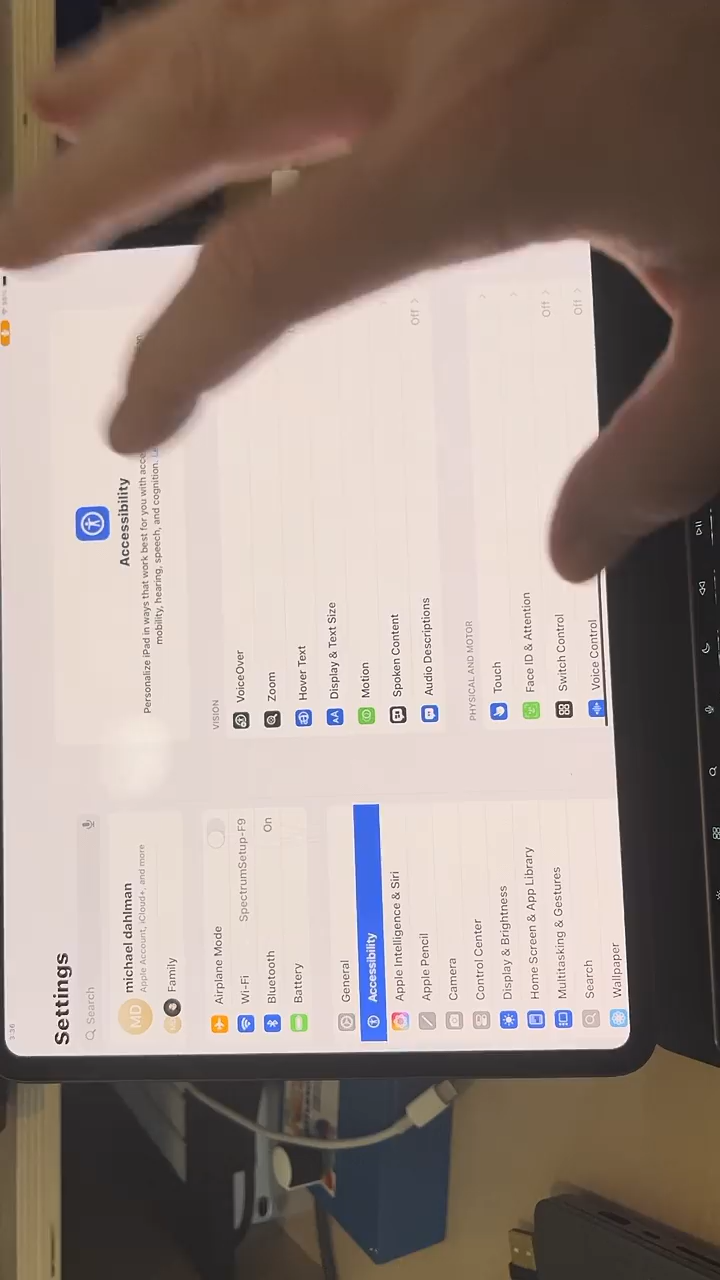 3:36
Settings
Search
MD
michael dahlman
Apple Account, iCloud+, and more
Family
Airplane Mode
Wi-Fi SpectrumSetup-F9
Bluetooth On
Battery
General
Accessibility
Apple Intelligence & Siri
Apple Pencil
Camera
Control Center
Display & Brightness
Home Screen & App Library
Multitasking & Gestures
Search
Wallpaper
Accessibility
Personalize iPad in ways that work best for you with
mobility, hearing, speech, and cognition.
VISION
VoiceOver
Zoom
Hover Text
AA Display & Text Size
Motion
Spoken Content
Audio Descriptions Off
PHYSICAL AND MOTOR
Touch
Face ID & Attention
Switch Control Off
Voice Control Off